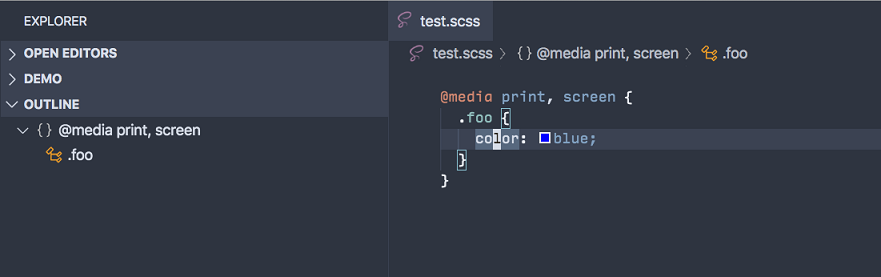 EXPLORER
OPEN EDITORS
DEMO
OUTLINE
{} @media print, screen
.foo
test.scss
test.scss > {} @media print, screen > .foo
@media print, screen {
.foo {
color: blue;
}
}